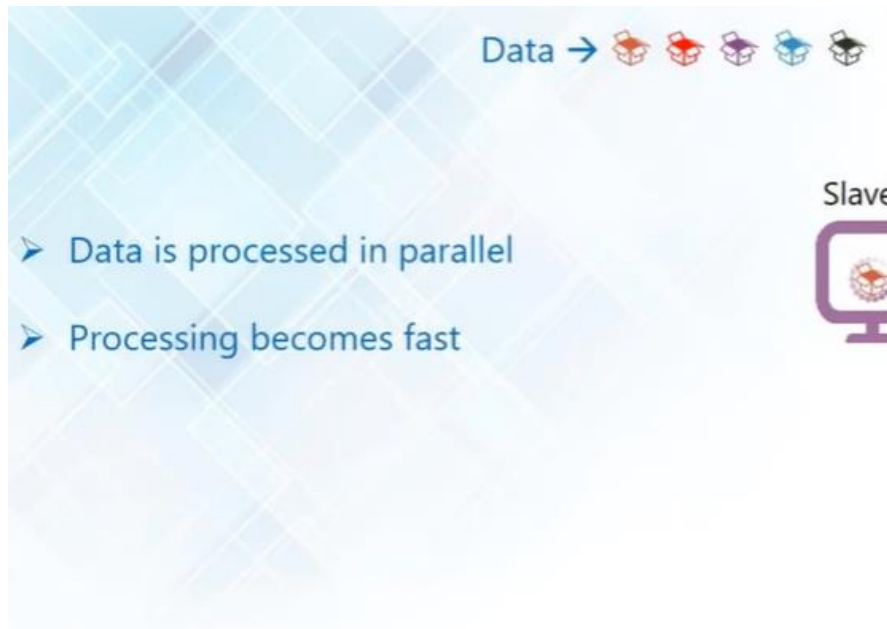 Data →
Slave
➢ Data is processed in parallel
➢ Processing becomes fast